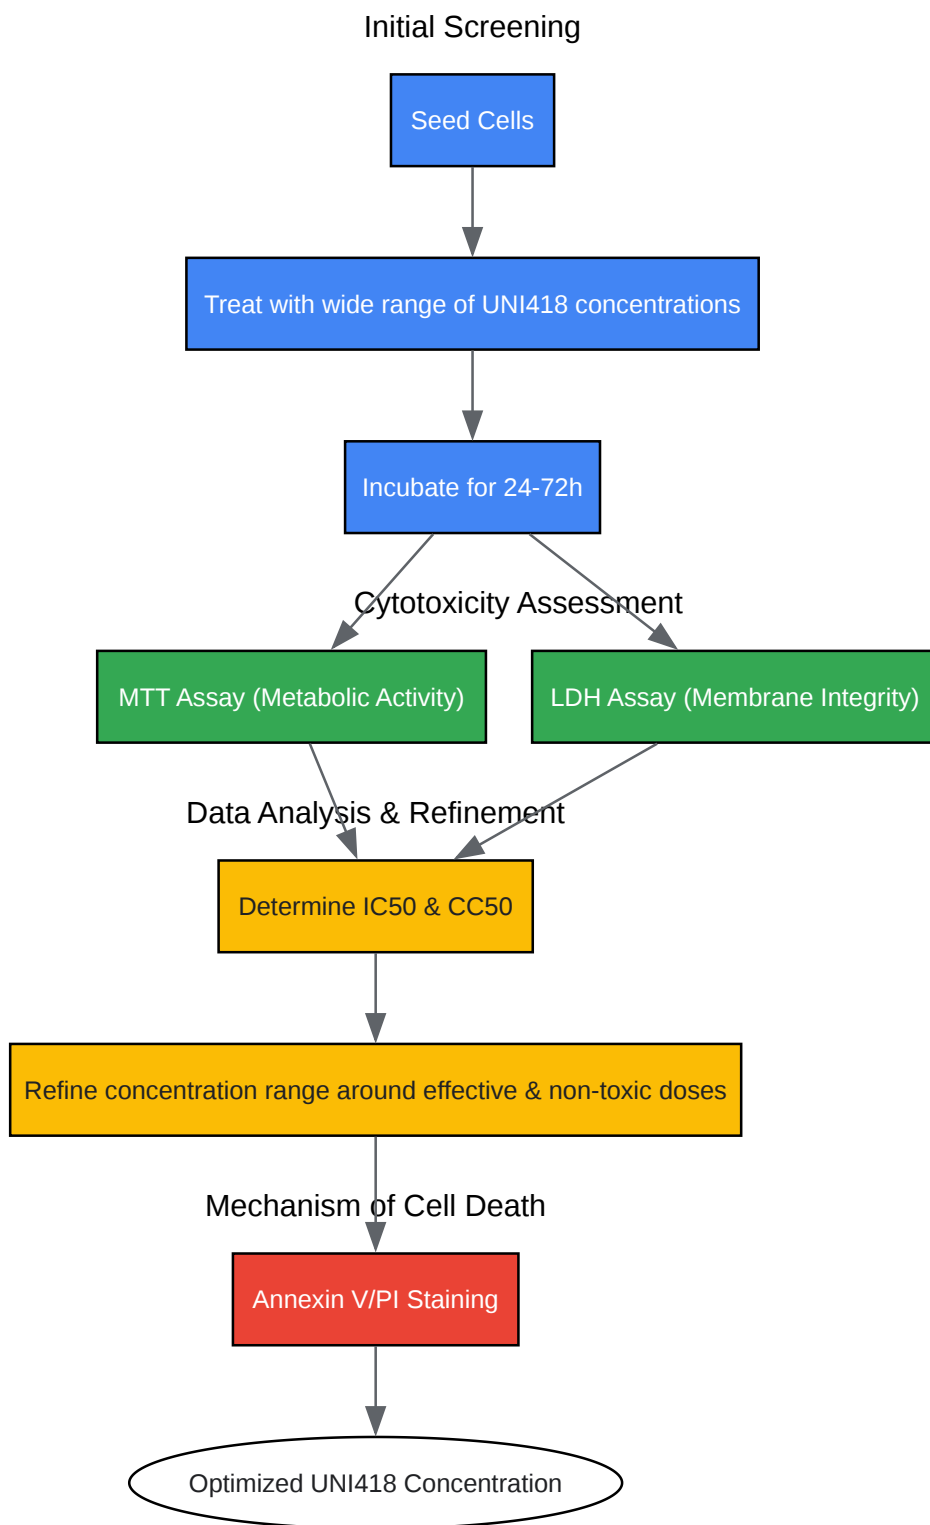 Initial Screening
Seed Cells
Treat with wide range of UNI418 concentrations
Incubate for 24-72h
Cytotoxicity Assessment
MTT Assay (Metabolic Activity)
LDH Assay (Membrane Integrity)
Data Analysis & Refinement
Determine IC50 & CC50
Refine concentration range around effective & non-toxic doses
Mechanism of Cell Death
Annexin V/PI Staining
Optimized UNI418 Concentration